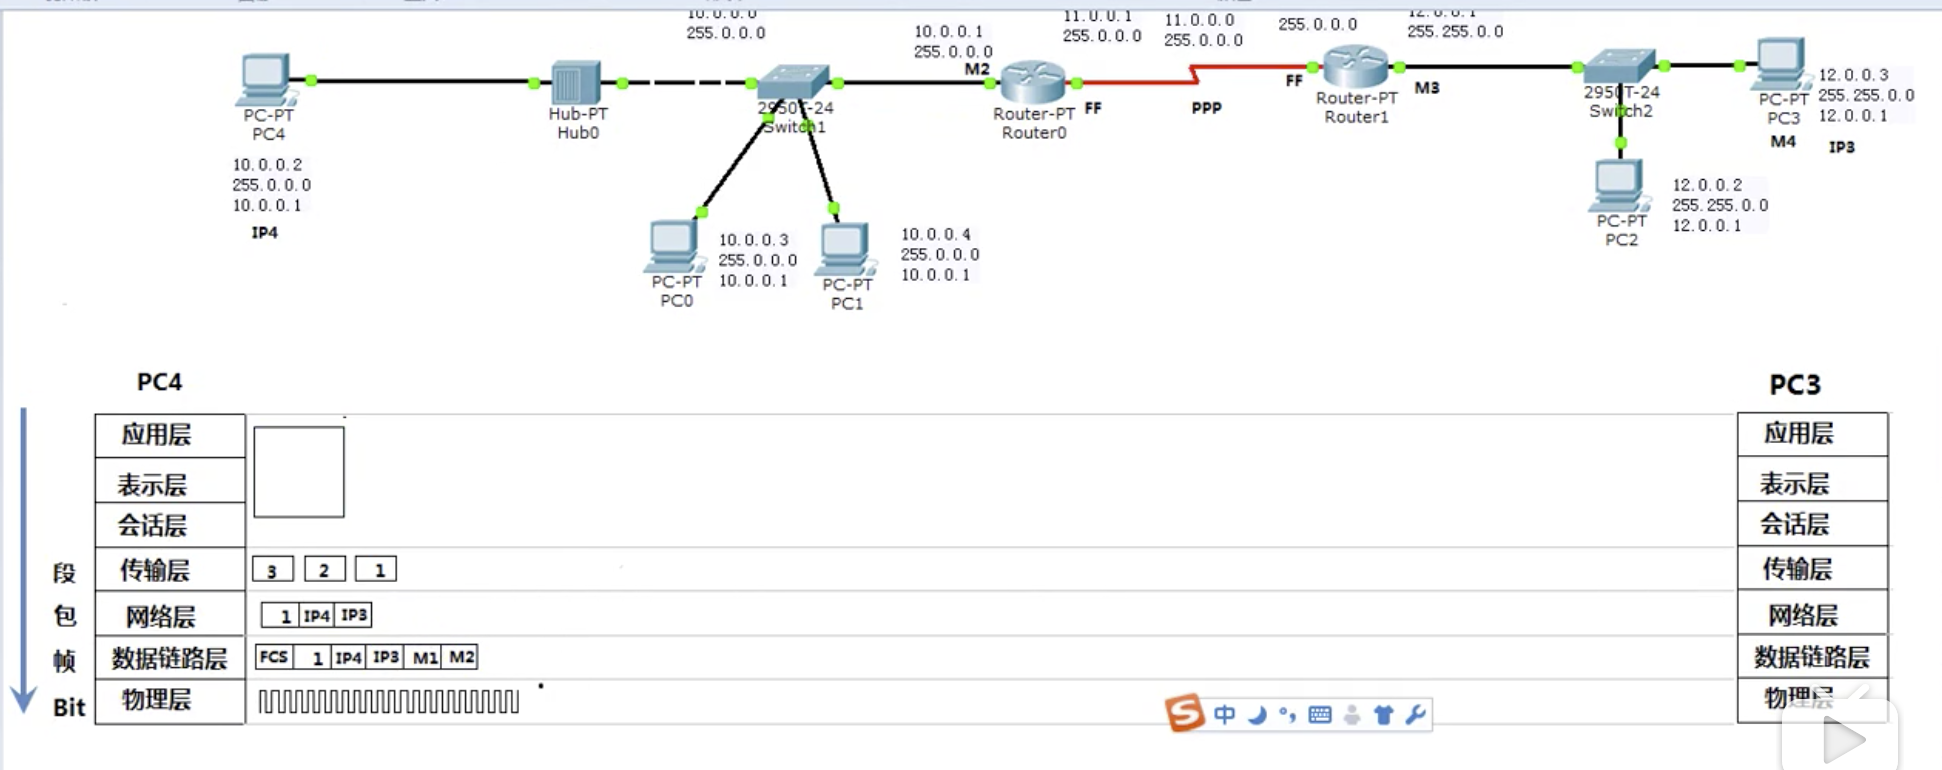 10.0.0.0
255.0.0.0
10.0.0.1
255.0.0.0
M2
11.0.0.1
255.0.0.0
11.0.0.0
255.0.0.0
255.0.0.0
12.0.0.1
255.255.0.0
PC-PT
PC4
10.0.0.2
255.0.0.0
10.0.0.1
IP4
Hub-PT
Hub0
2950T-24
Switch1
Router-PT
Router0
FF
PPP
FF
Router-PT
Router1
M3
2950T-24
Switch2
PC-PT
PC3
M4
12.0.0.3
255.255.0.0
12.0.0.1
IP3
PC-PT
PC0
10.0.0.3
255.0.0.0
10.0.0.1
PC-PT
PC1
10.0.0.4
255.0.0.0
10.0.0.1
PC-PT
PC2
12.0.0.2
255.255.0.0
12.0.0.1
PC4
PC3
应用层
应用层
表示层
表示层
会话层
会话层
段 传输层 3 2 1
传输层
包 网络层 1 IP4 IP3
网络层
帧 数据链路层 FCS 1 IP4 IP3 M1 M2
数据链路层
Bit 物理层
物理层
S 中